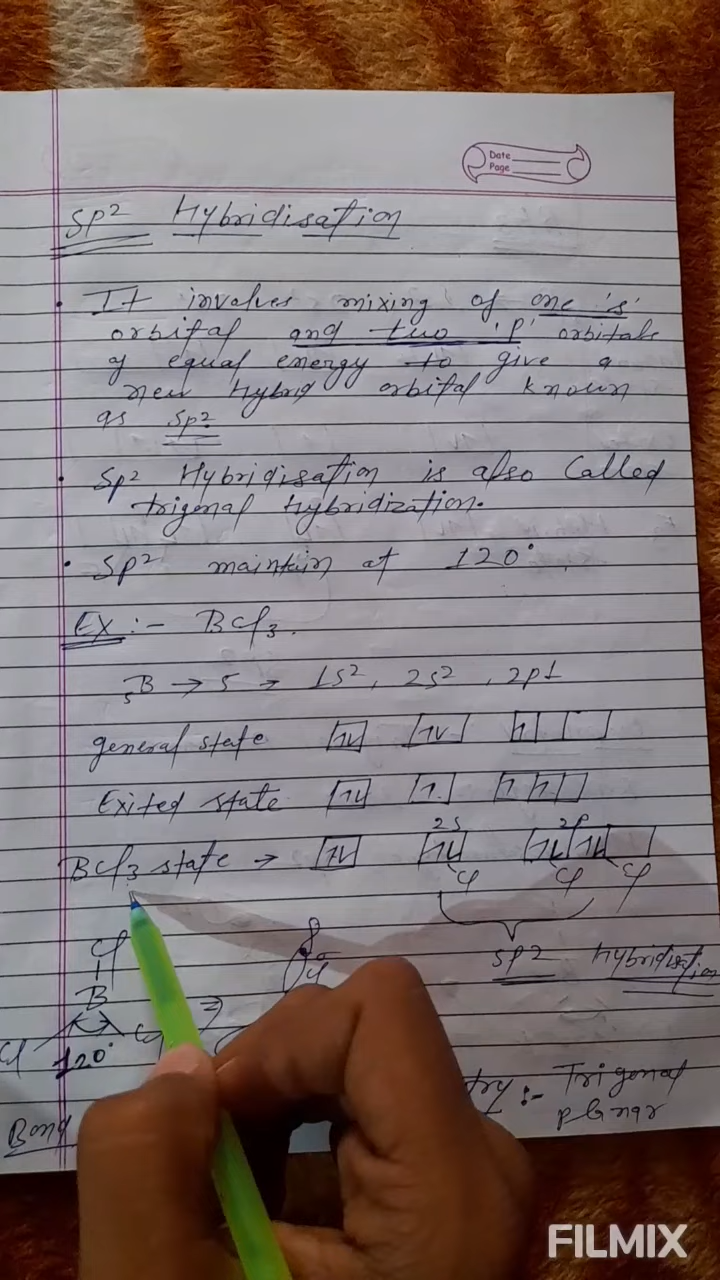 Date
Page
Sp² Hybridisation
• It involves mixing of one 's'
orbital and two 'P' orbitals
of equal energy to give a
new Hybrid orbital known
as Sp²
• Sp² Hybridisation is also Called
trigonal Hybridization.
• Sp² maintain at 120°
Ex :- BCl₃.
₅B → 5 → 1s², 2s², 2p1
general state
Exited state
2s 2p
BCl₃ state →
Cl Cl Cl
sp² Hybridisation
Cl
B
Cl Cl
120°
Bond try :- Trigonal
planar
FILMIX